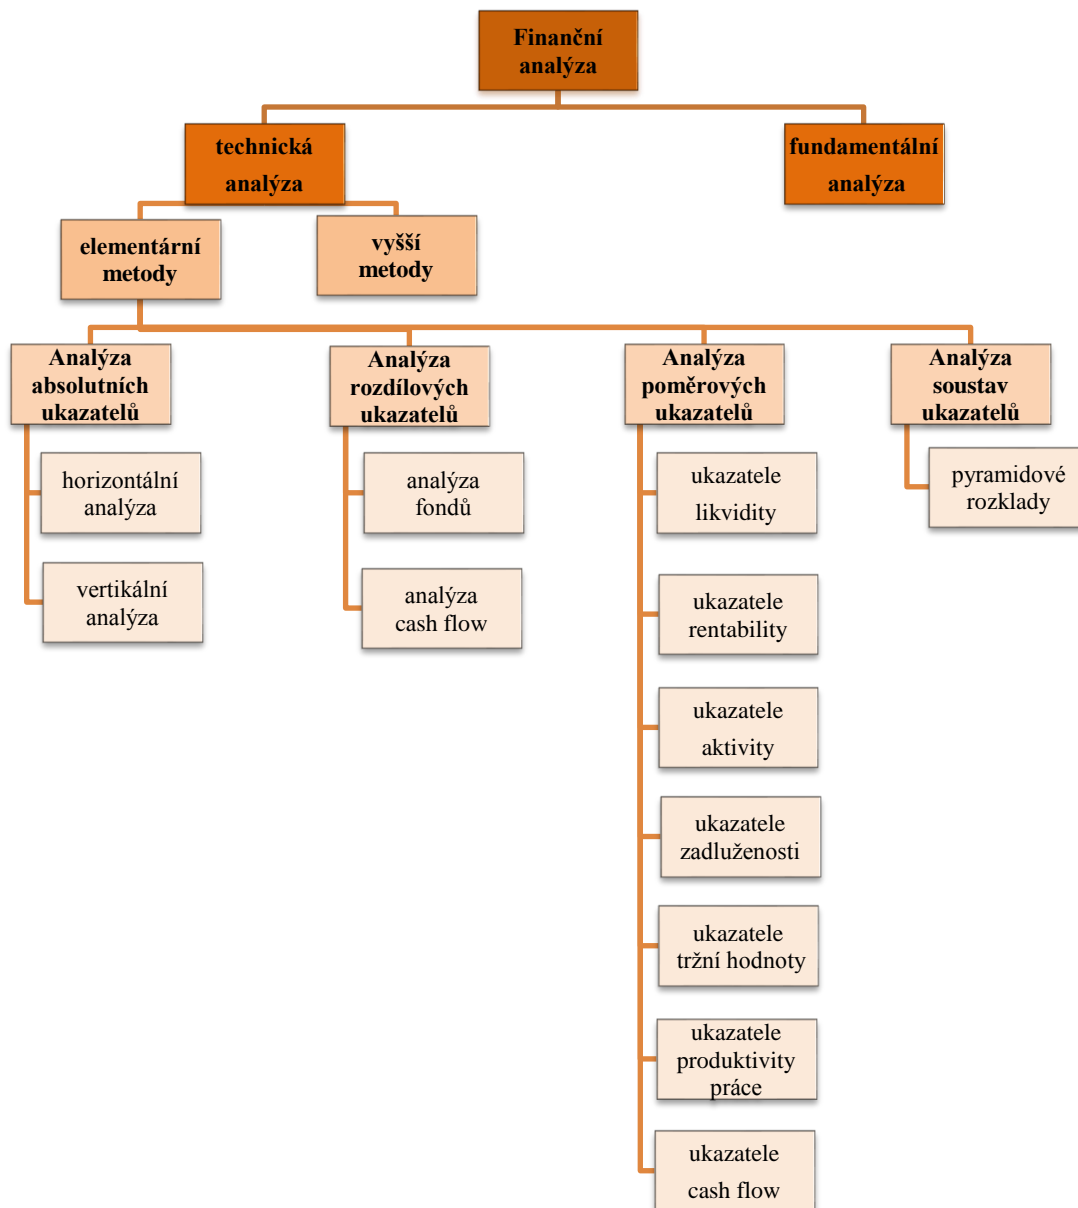 Finanční
analýza
technická
analýza
fundamentální
analýza
elementární
metody
vyšší
metody
Analýza
absolutních
ukazatelů
Analýza
rozdílových
ukazatelů
Analýza
poměrových
ukazatelů
Analýza
soustav
ukazatelů
horizontální
analýza
vertikální
analýza
analýza
fondů
analýza
cash flow
ukazatele
likvidity
ukazatele
rentability
ukazatele
aktivity
ukazatele
zadluženosti
ukazatele
tržní hodnoty
ukazatele
produktivity
práce
ukazatele
cash flow
pyramidové
rozklady